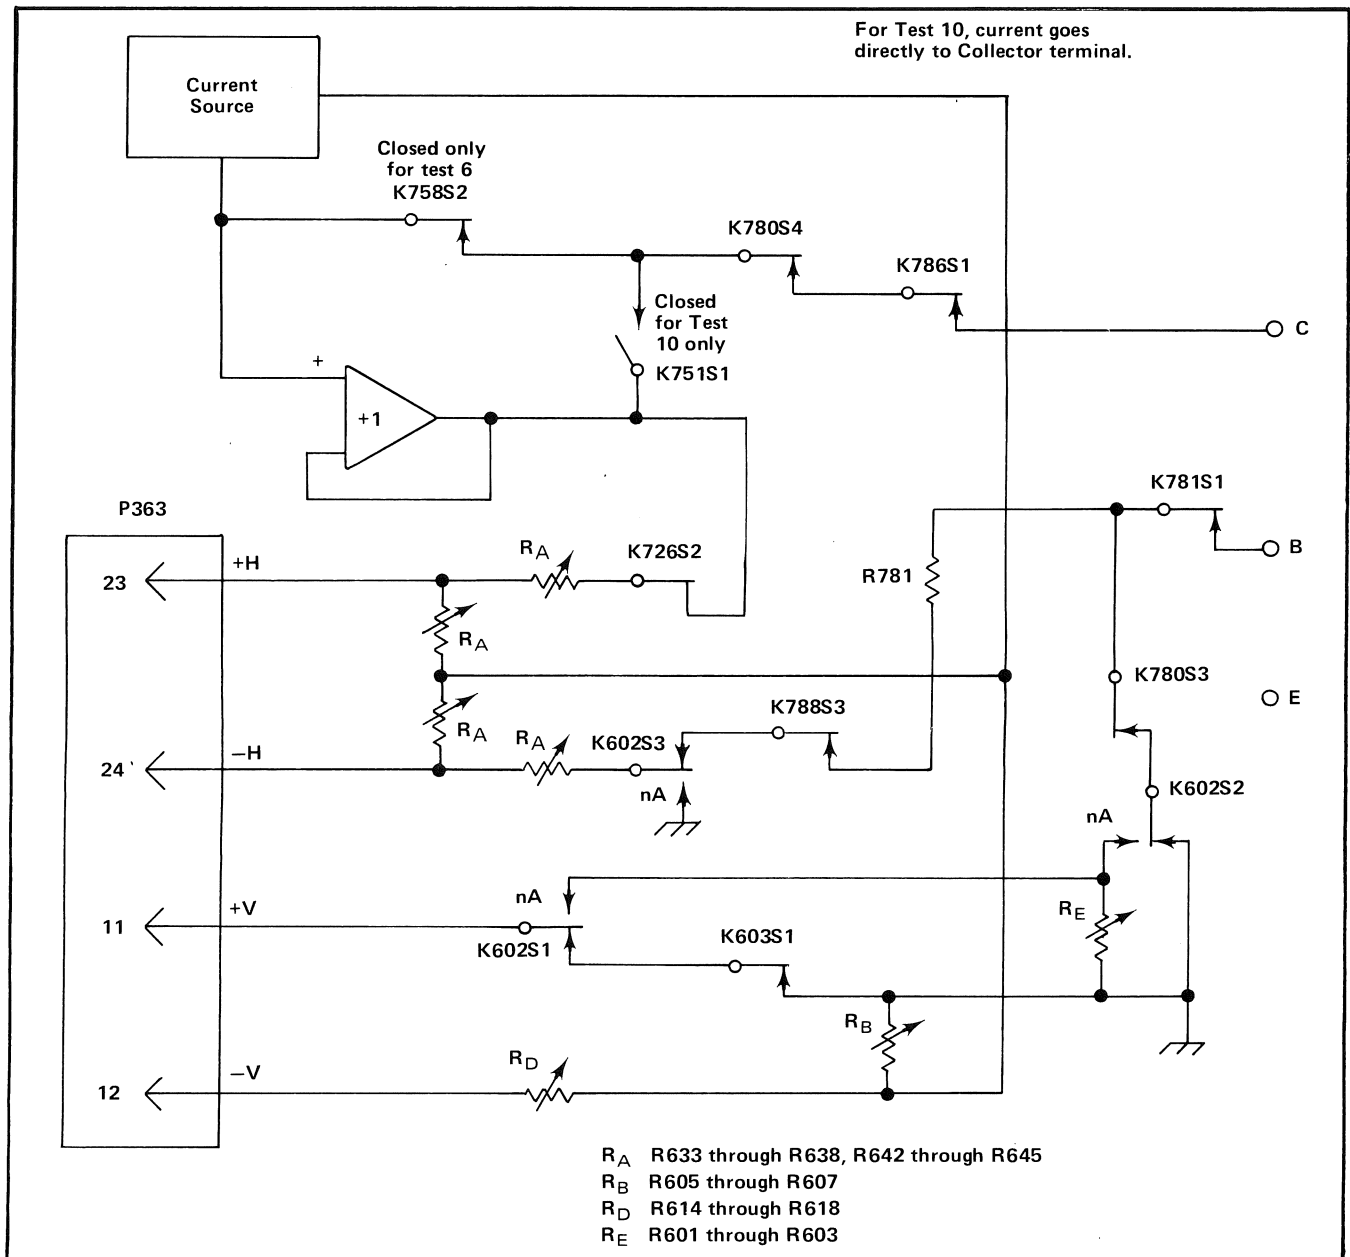 For Test 10, current goes
directly to Collector terminal.
Current
Source
Closed only
for test 6
K758S2
K780S4
K786S1
Closed
for Test
10 only
K751S1
C
+
+1
K781S1
B
P363
+H
RA
K726S2
R781
23
RA
K780S3
E
RA
K788S3
−H
RA
K602S3
24
nA
K602S2
nA
nA
+V
RE
11
K602S1
K603S1
RB
RD
−V
12
RA R633 through R638, R642 through R645
RB R605 through R607
RD R614 through R618
RE R601 through R603